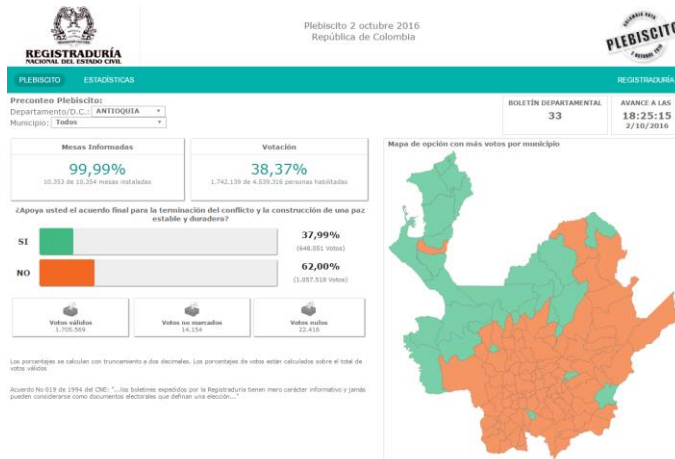 REGISTRADURÍA
NACIONAL DEL ESTADO CIVIL
Plebiscito 2 octubre 2016
República de Colombia
COLOMBIA 2016
PLEBISCITO
2 OCTUBRE 2016
PLEBISCITO ESTADÍSTICAS REGISTRADURÍA
Preconteo Plebiscito:
Departamento/D.C.: ANTIOQUIA
Municipio: Todos
BOLETÍN DEPARTAMENTAL
33
AVANCE A LAS
18:25:15
2/10/2016
Mesas Informadas
99,99%
10.353 de 10.354 mesas instaladas
Votación
38,37%
1.742.139 de 4.539.316 personas habilitadas
¿Apoya usted el acuerdo final para la terminación del conflicto y la construcción de una paz
estable y duradera?
SI
37,99%
(648.051 Votos)
NO
62,00%
(1.057.518 Votos)
Votos válidos
1.705.569
Votos no marcados
14.154
Votos nulos
22.416
Los porcentajes se calculan con truncamiento a dos decimales. Los porcentajes de votos están calculados sobre el total de
votos válidos
Acuerdo No 019 de 1994 del CNE: "...los boletines expedidos por la Registraduría tienen mero carácter informativo y jamás
pueden considerarse como documentos electorales que definan una elección..."
Mapa de opción con más votos por municipio